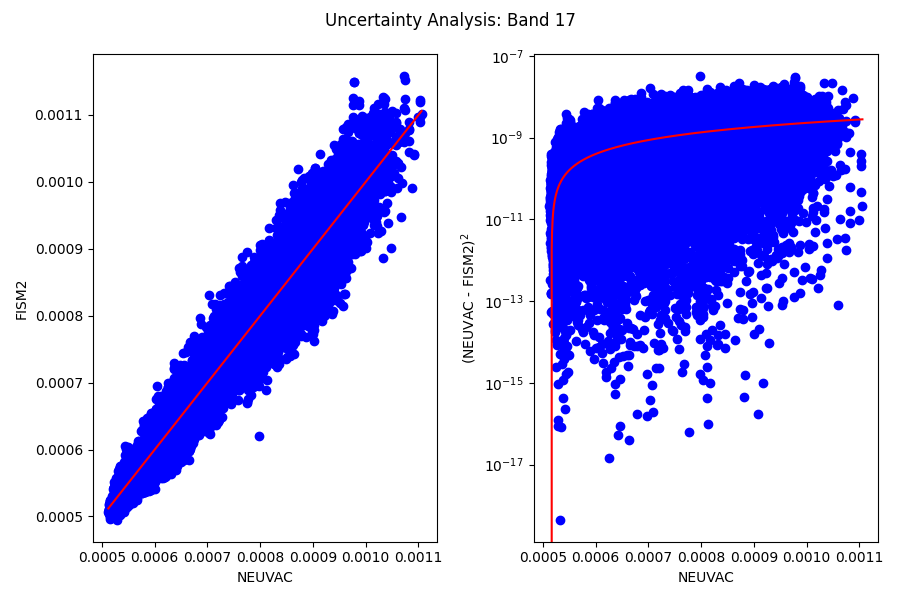 Uncertainty Analysis: Band 17
FISM2
0.0011
0.0010
0.0009
0.0008
0.0007
0.0006
0.0005
0.0005 0.0006 0.0007 0.0008 0.0009 0.0010 0.0011
NEUVAC
(NEUVAC - FISM2)²
10⁻⁷
10⁻⁹
10⁻¹¹
10⁻¹³
10⁻¹⁵
10⁻¹⁷
0.0005 0.0006 0.0007 0.0008 0.0009 0.0010 0.0011
NEUVAC